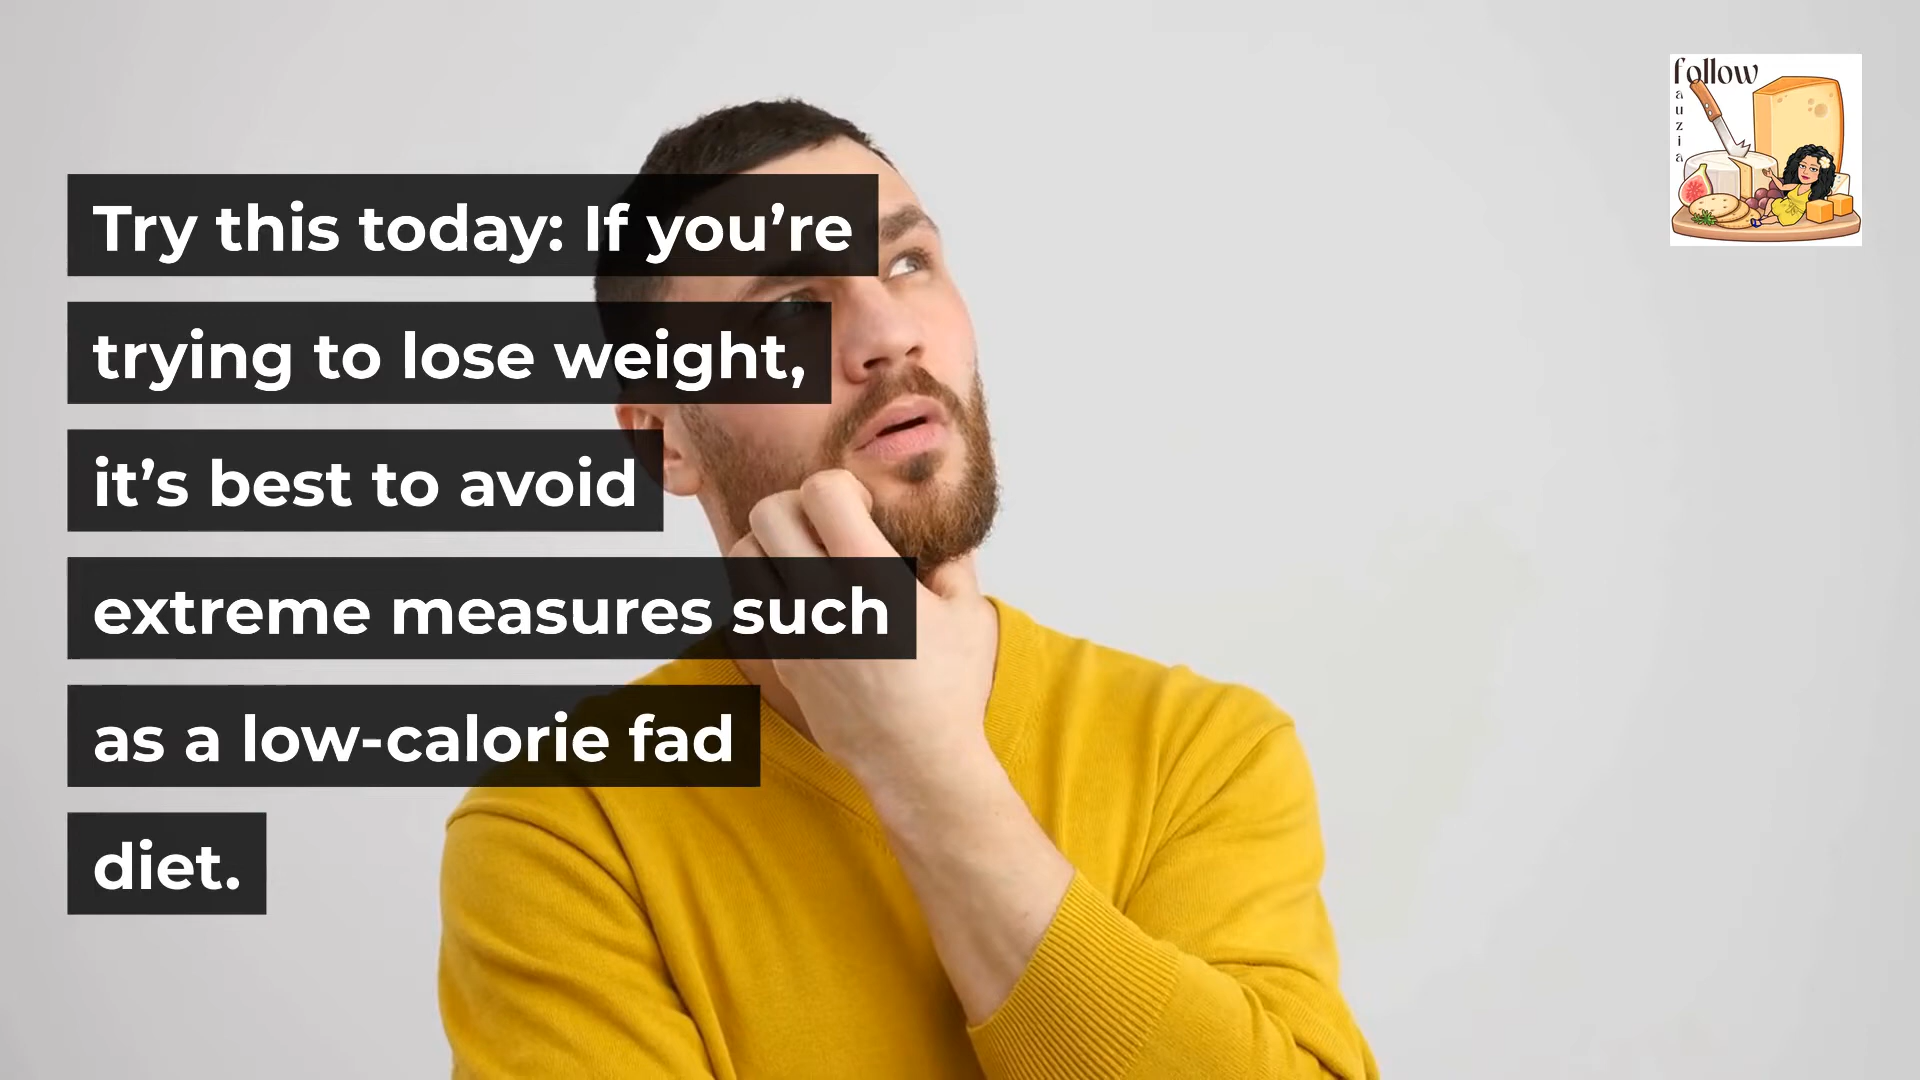 Try this today: If you’re
trying to lose weight,
it’s best to avoid
extreme measures such
as a low-calorie fad
diet.
follow
auzia